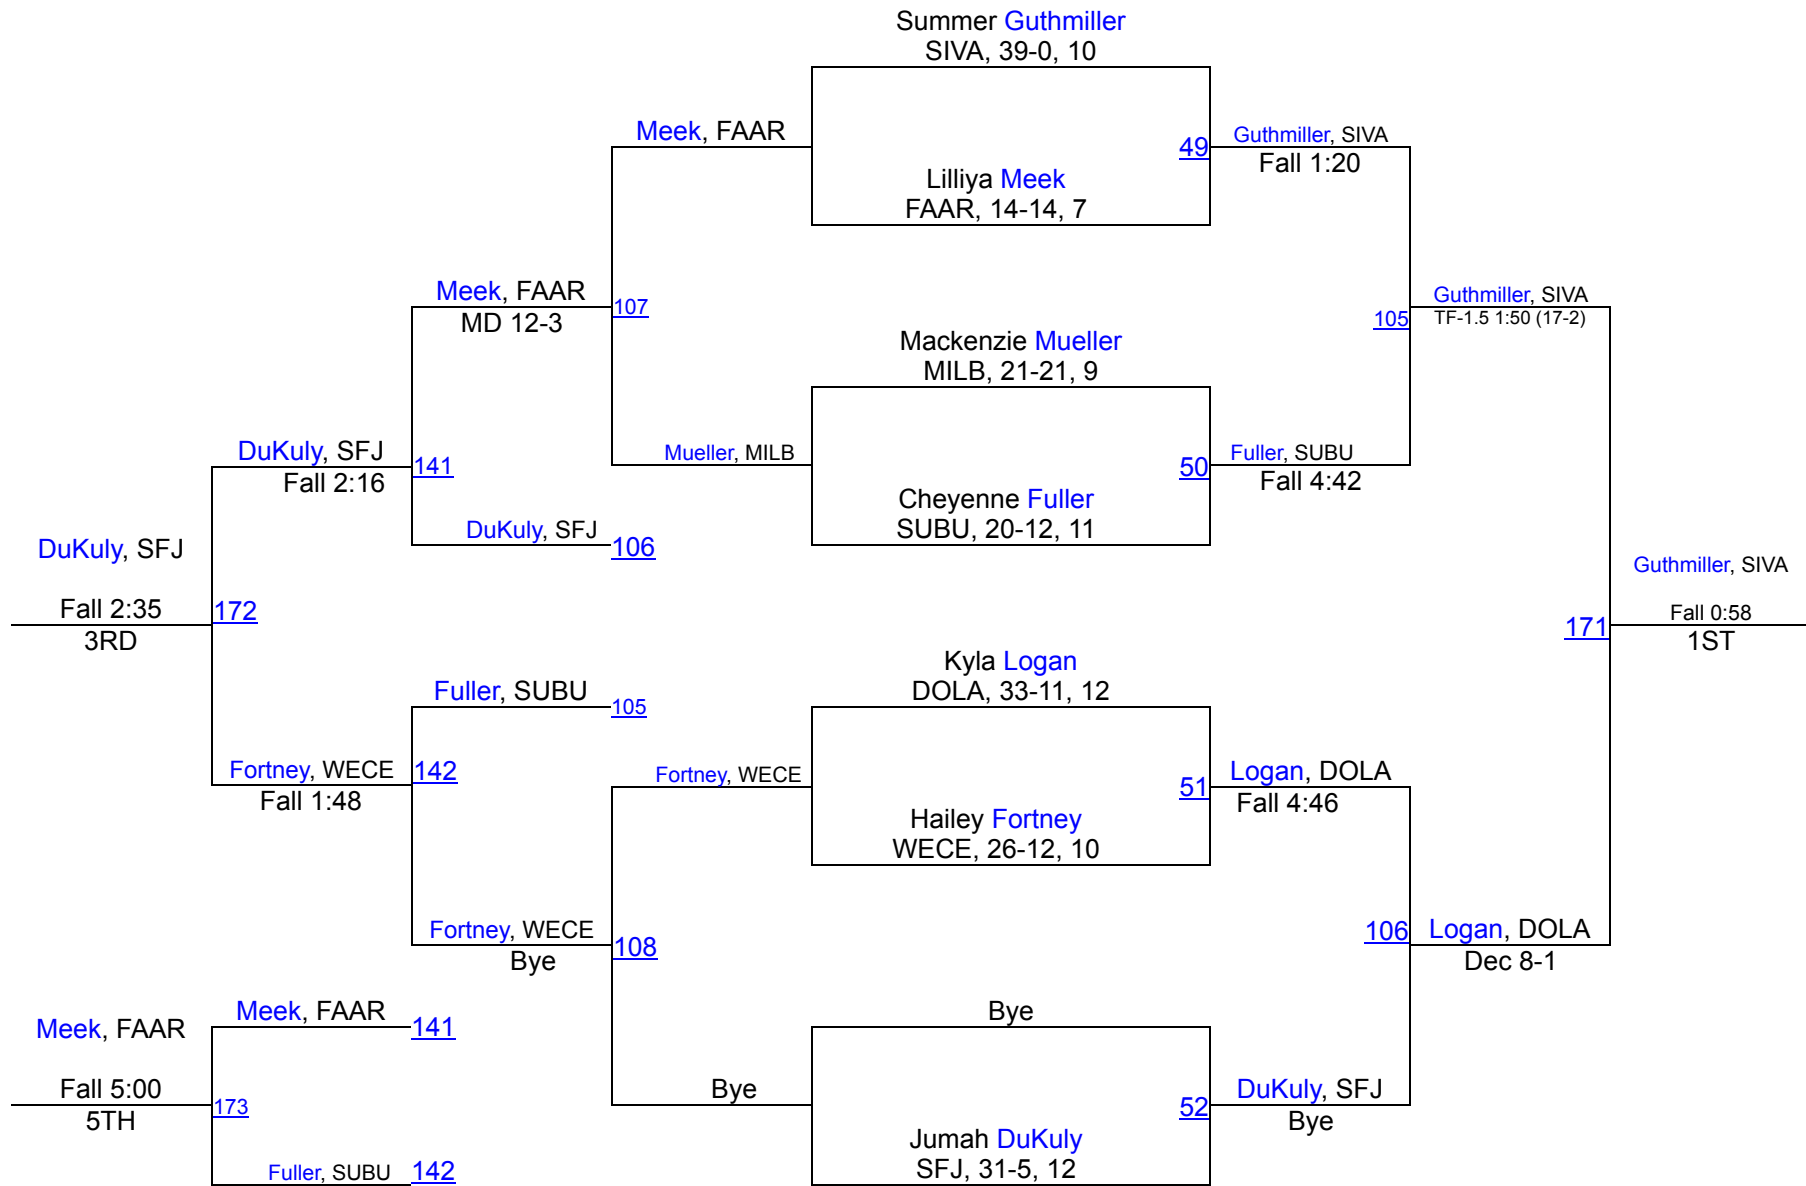 Summer Guthmiller
SIVA, 39-0, 10
Meek, FAAR
49
Guthmiller, SIVA
Fall 1:20
Lilliya Meek
FAAR, 14-14, 7
Meek, FAAR
MD 12-3
107
105
Guthmiller, SIVA
TF-1.5 1:50 (17-2)
Mackenzie Mueller
MILB, 21-21, 9
DuKuly, SFJ
Fall 2:16
141
Mueller, MILB
50
Fuller, SUBU
Fall 4:42
Cheyenne Fuller
SUBU, 20-12, 11
DuKuly, SFJ
106
DuKuly, SFJ
Fall 2:35
3RD
172
Guthmiller, SIVA
Fall 0:58
1ST
171
Kyla Logan
DOLA, 33-11, 12
Fuller, SUBU
105
Fortney, WECE
Fall 1:48
142
Fortney, WECE
51
Logan, DOLA
Fall 4:46
Hailey Fortney
WECE, 26-12, 10
Fortney, WECE
Bye
108
106
Logan, DOLA
Dec 8-1
Meek, FAAR
141
Bye
Meek, FAAR
Fall 5:00
5TH
173
Bye
52
DuKuly, SFJ
Bye
Jumah DuKuly
SFJ, 31-5, 12
Fuller, SUBU
142